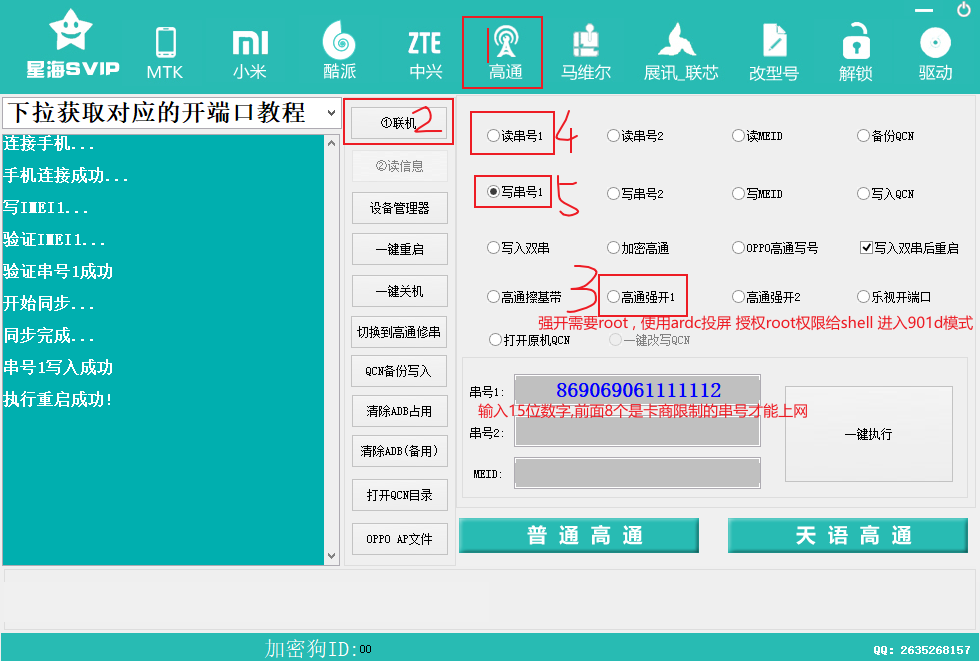 星海SVIP
MTK
小米
酷派
ZTE
中兴
高通
马维尔
展讯_联芯
改型号
解锁
驱动
下拉获取对应的开端口教程
连接手机...
手机连接成功...
写IMEI1...
验证IMEI1...
验证串号1成功
开始同步...
同步完成...
串号1写入成功
执行重启成功!
①联机
2
②读信息
设备管理器
一键重启
一键关机
切换到高通修串
QCN备份写入
清除ADB占用
清除ADB(备用)
打开QCN目录
OPPO AP文件
读串号1
4
读串号2
读MEID
备份QCN
写串号1
5
写串号2
写MEID
写入QCN
写入双串
加密高通
OPPO高通写号
写入双串后重启
高通擦基带
3
高通强开1
高通强开2
乐视开端口
强开需要root , 使用ardc投屏 授权root权限给shell 进入901d模式
打开原机QCN
一键改写QCN
串号1:
869069061111112
输入15位数字,前面8个是卡商限制的串号才能上网
串号2:
MEID:
一键执行
普通高通
天语高通
加密狗ID:00
QQ: 2635268157